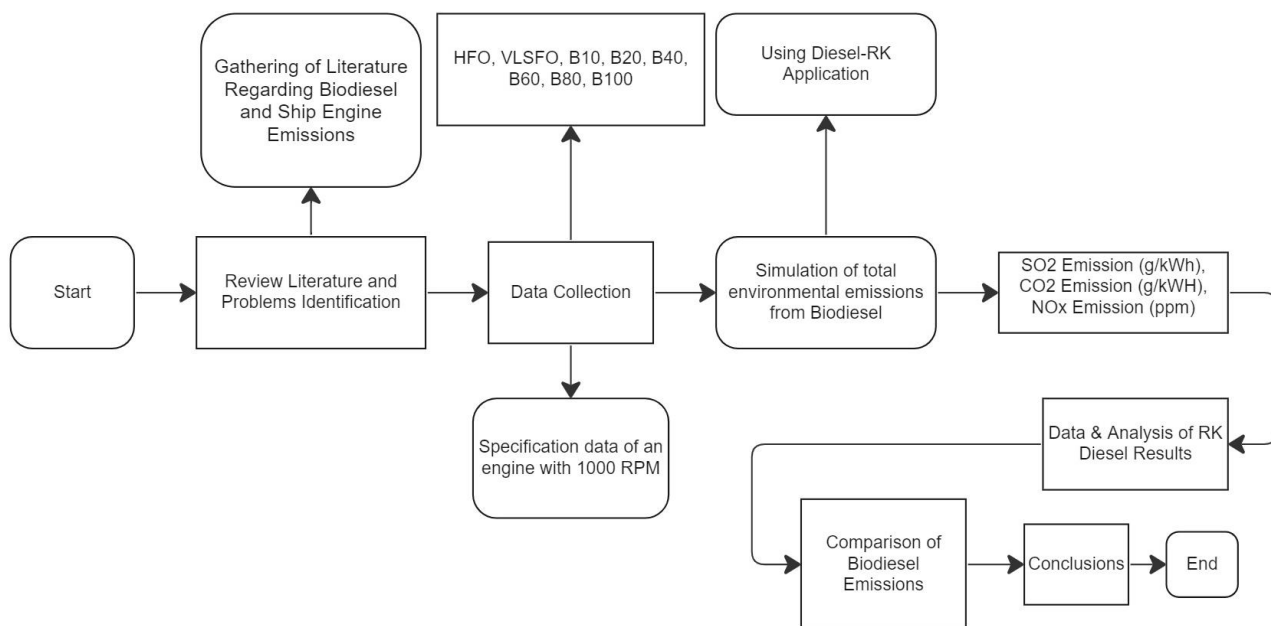 Gathering of Literature
Regarding Biodiesel
and Ship Engine
Emissions
HFO, VLSFO, B10, B20, B40,
B60, B80, B100
Using Diesel-RK
Application
Start
Review Literature and
Problems Identification
Data Collection
Simulation of total
environmental emissions
from Biodiesel
SO2 Emission (g/kWh),
CO2 Emission (g/kWH),
NOx Emission (ppm)
Specification data of an
engine with 1000 RPM
Data & Analysis of RK
Diesel Results
Comparison of
Biodiesel
Emissions
Conclusions
End